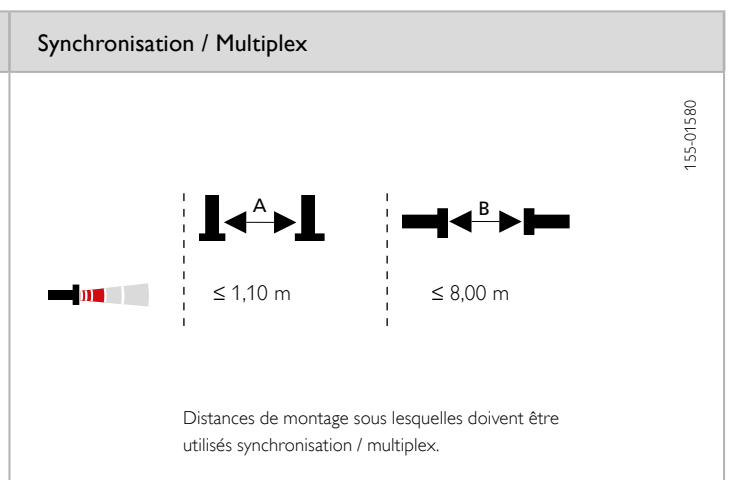 Synchronisation / Multiplex
155-01580
A
B
≤ 1,10 m
≤ 8,00 m
Distances de montage sous lesquelles doivent être
utilisés synchronisation / multiplex.